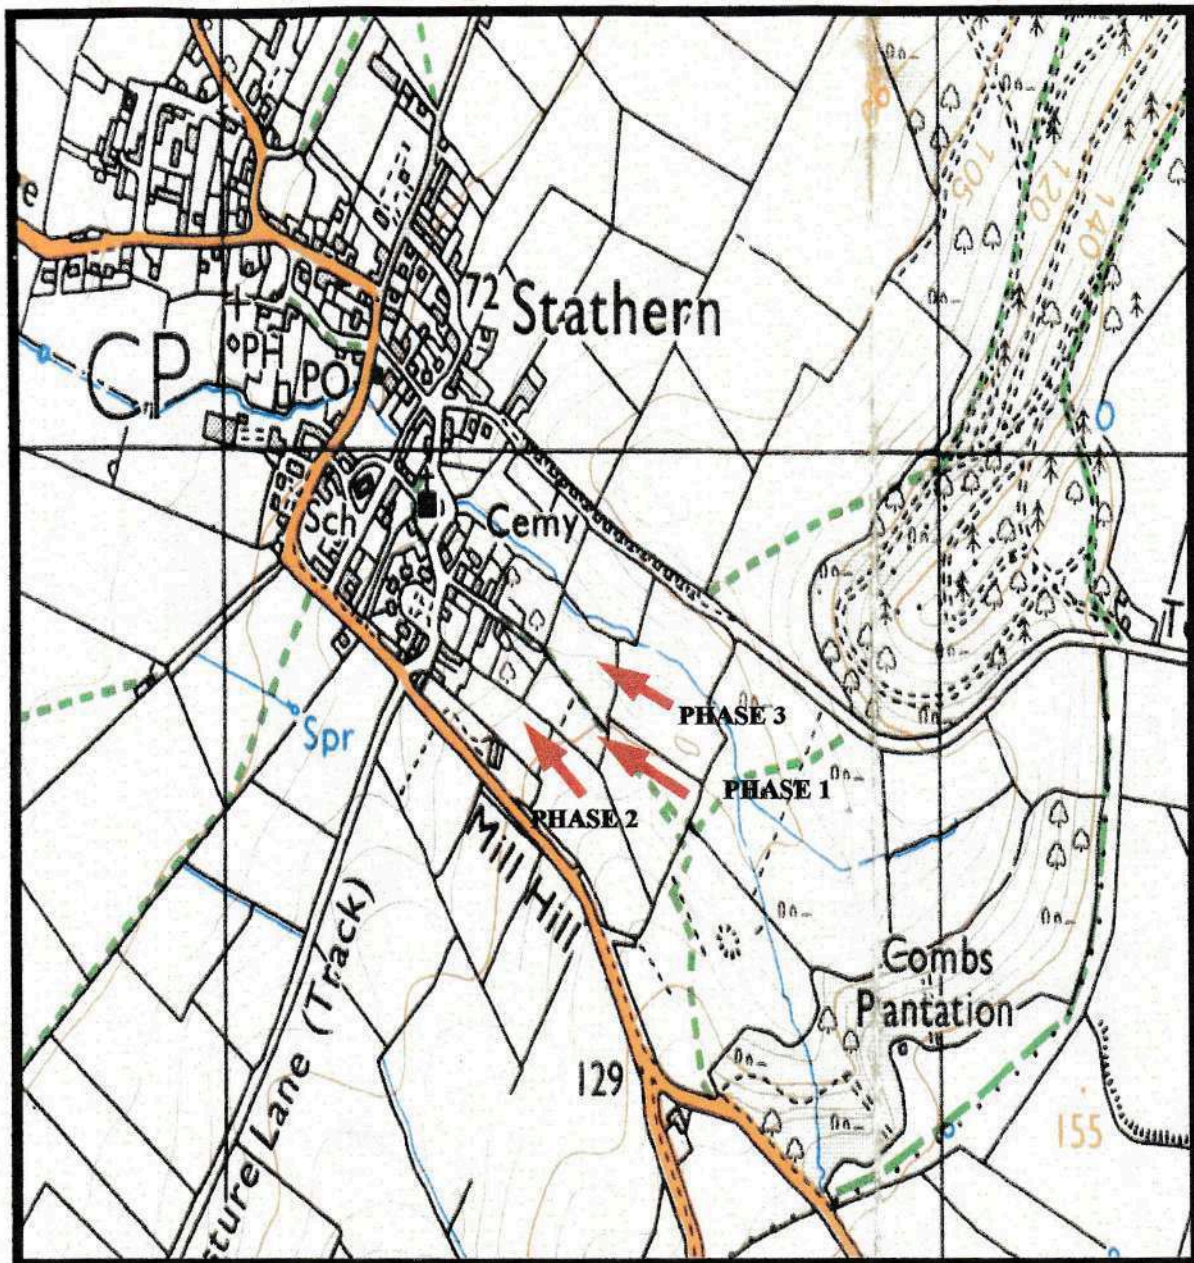 105
120
140
72 Stathern
e
CP
PH
PO
Sch
Cemy
Spr
PHASE 3
PHASE 1
PHASE 2
Mill Hill
sture Lane (Track)
Combs
Pantation
129
155